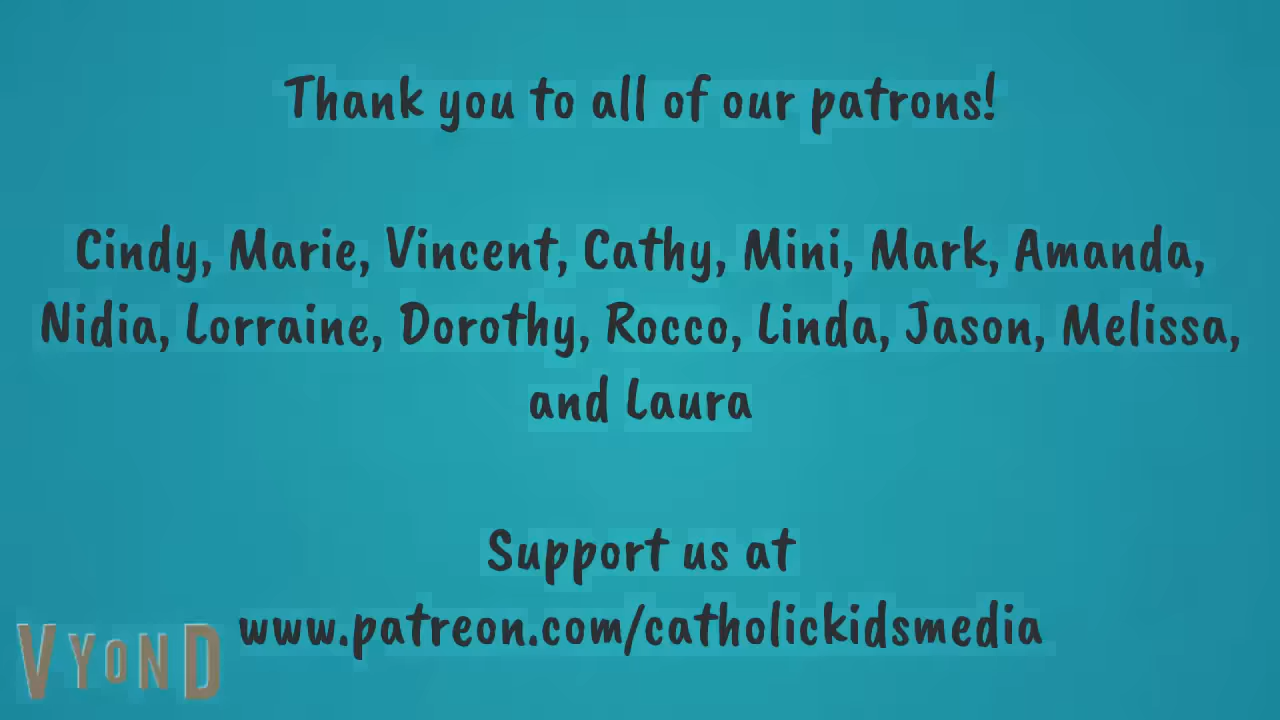 Thank you to all of our patrons!
Cindy, Marie, Vincent, Cathy, Mini, Mark, Amanda,
Nidia, Lorraine, Dorothy, Rocco, Linda, Jason, Melissa,
and Laura
Support us at
www.patreon.com/catholickidsmedia
VYOND